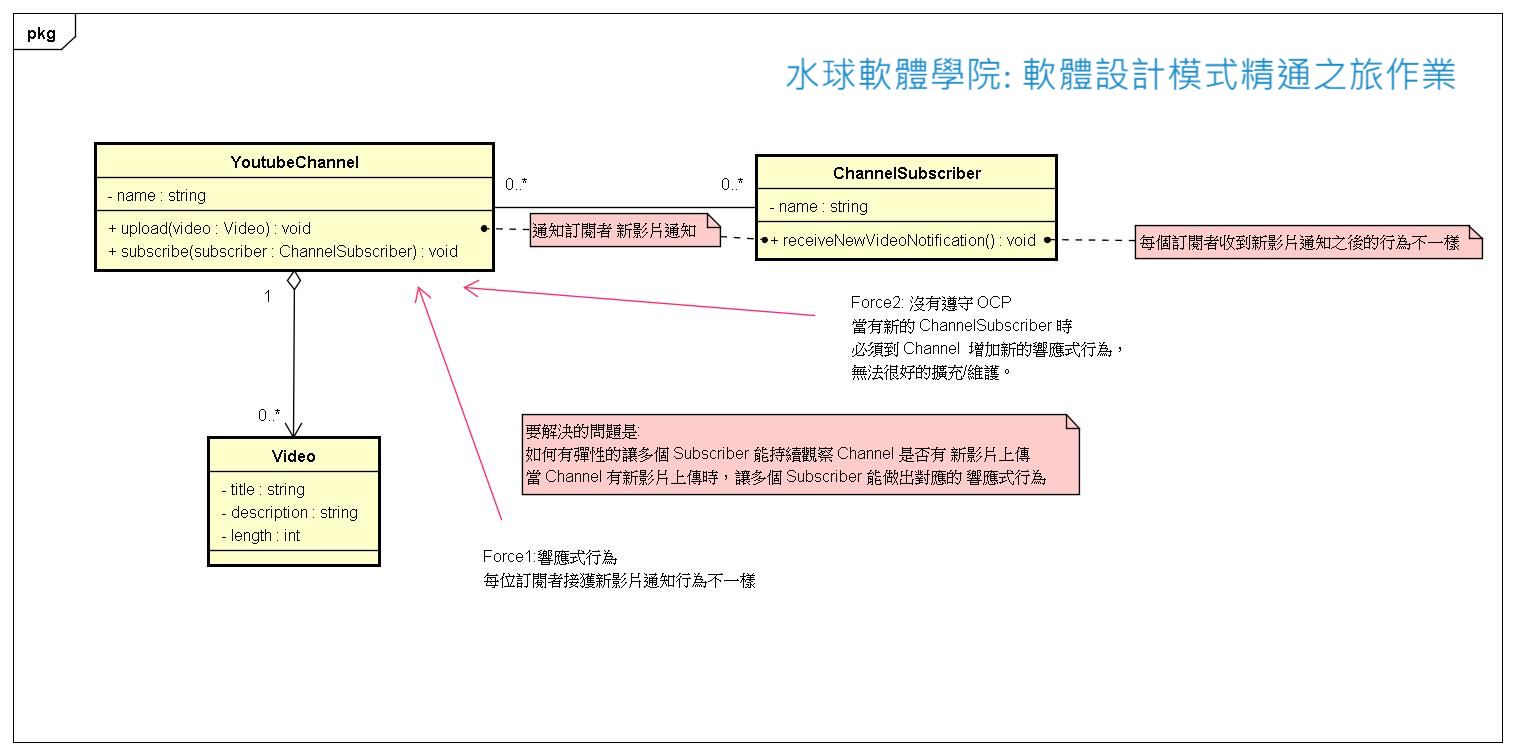 pkg
水球軟體學院: 軟體設計模式精通之旅作業
YoutubeChannel
- name : string
+ upload(video : Video) : void
+ subscribe(subscriber : ChannelSubscriber) : void
0..*
0..*
通知訂閱者 新影片通知
ChannelSubscriber
- name : string
+ receiveNewVideoNotification() : void
每個訂閱者收到新影片通知之後的行為不一樣
1
0..*
Force2: 沒有遵守 OCP
當有新的 ChannelSubscriber 時
必須到 Channel 增加新的響應式行為，
無法很好的擴充/維護。
要解決的問題是:
如何有彈性的讓多個 Subscriber 能持續觀察 Channel 是否有 新影片上傳
當 Channel 有新影片上傳時，讓多個 Subscriber 能做出對應的 響應式行為
Video
- title : string
- description : string
- length : int
Force1:響應式行為
每位訂閱者接獲新影片通知行為不一樣